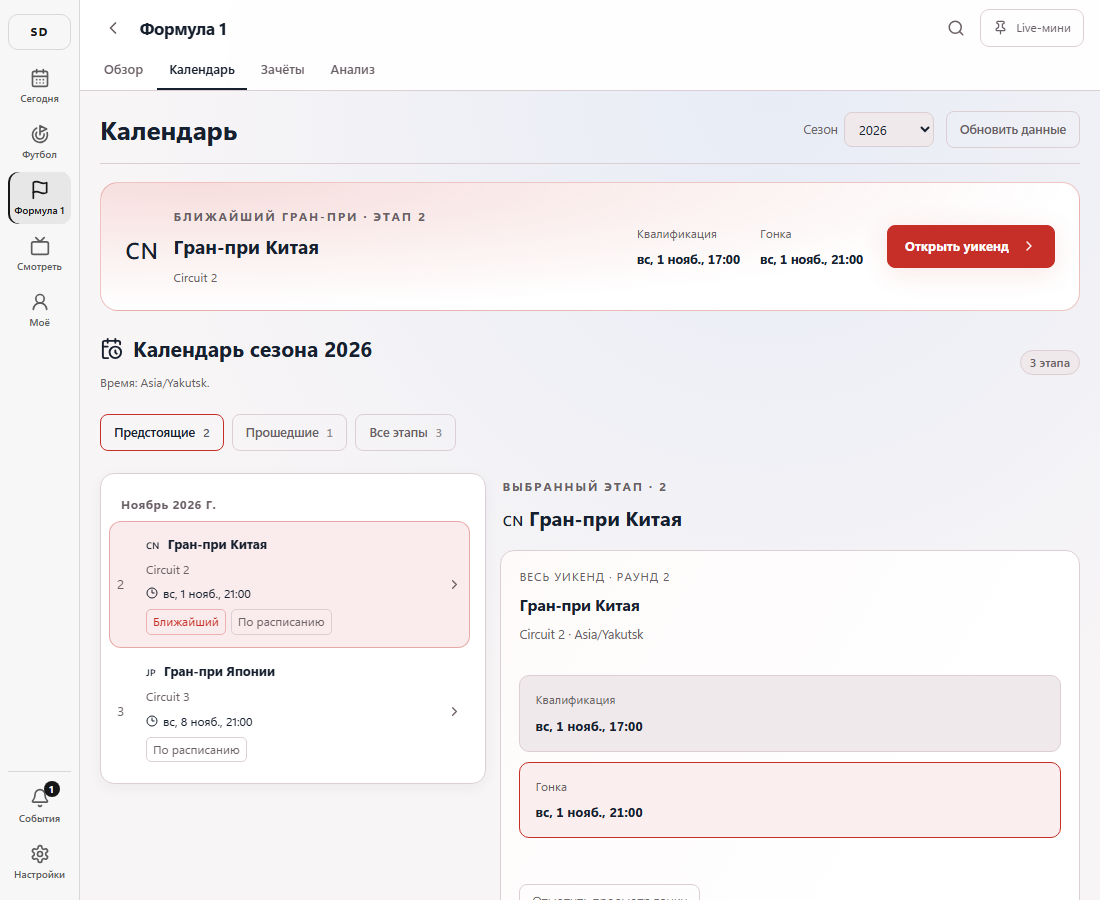 SD
Сегодня
Футбол
Формула 1
Смотреть
Моё
1
События
Настройки
Формула 1
Live-мини
Обзор
Календарь
Зачёты
Анализ
Календарь
Сезон
2026
Обновить данные
БЛИЖАЙШИЙ ГРАН-ПРИ · ЭТАП 2
CN
Гран-при Китая
Circuit 2
Квалификация
вс, 1 нояб., 17:00
Гонка
вс, 1 нояб., 21:00
Открыть уикенд
Календарь сезона 2026
Время: Asia/Yakutsk.
3 этапа
Предстоящие 2
Прошедшие 1
Все этапы 3
Ноябрь 2026 Г.
2
CN Гран-при Китая
Circuit 2
вс, 1 нояб., 21:00
Ближайший
По расписанию
3
JP Гран-при Японии
Circuit 3
вс, 8 нояб., 21:00
По расписанию
ВЫБРАННЫЙ ЭТАП · 2
CN Гран-при Китая
ВЕСЬ УИКЕНД · РАУНД 2
Гран-при Китая
Circuit 2 · Asia/Yakutsk
Квалификация
вс, 1 нояб., 17:00
Гонка
вс, 1 нояб., 21:00